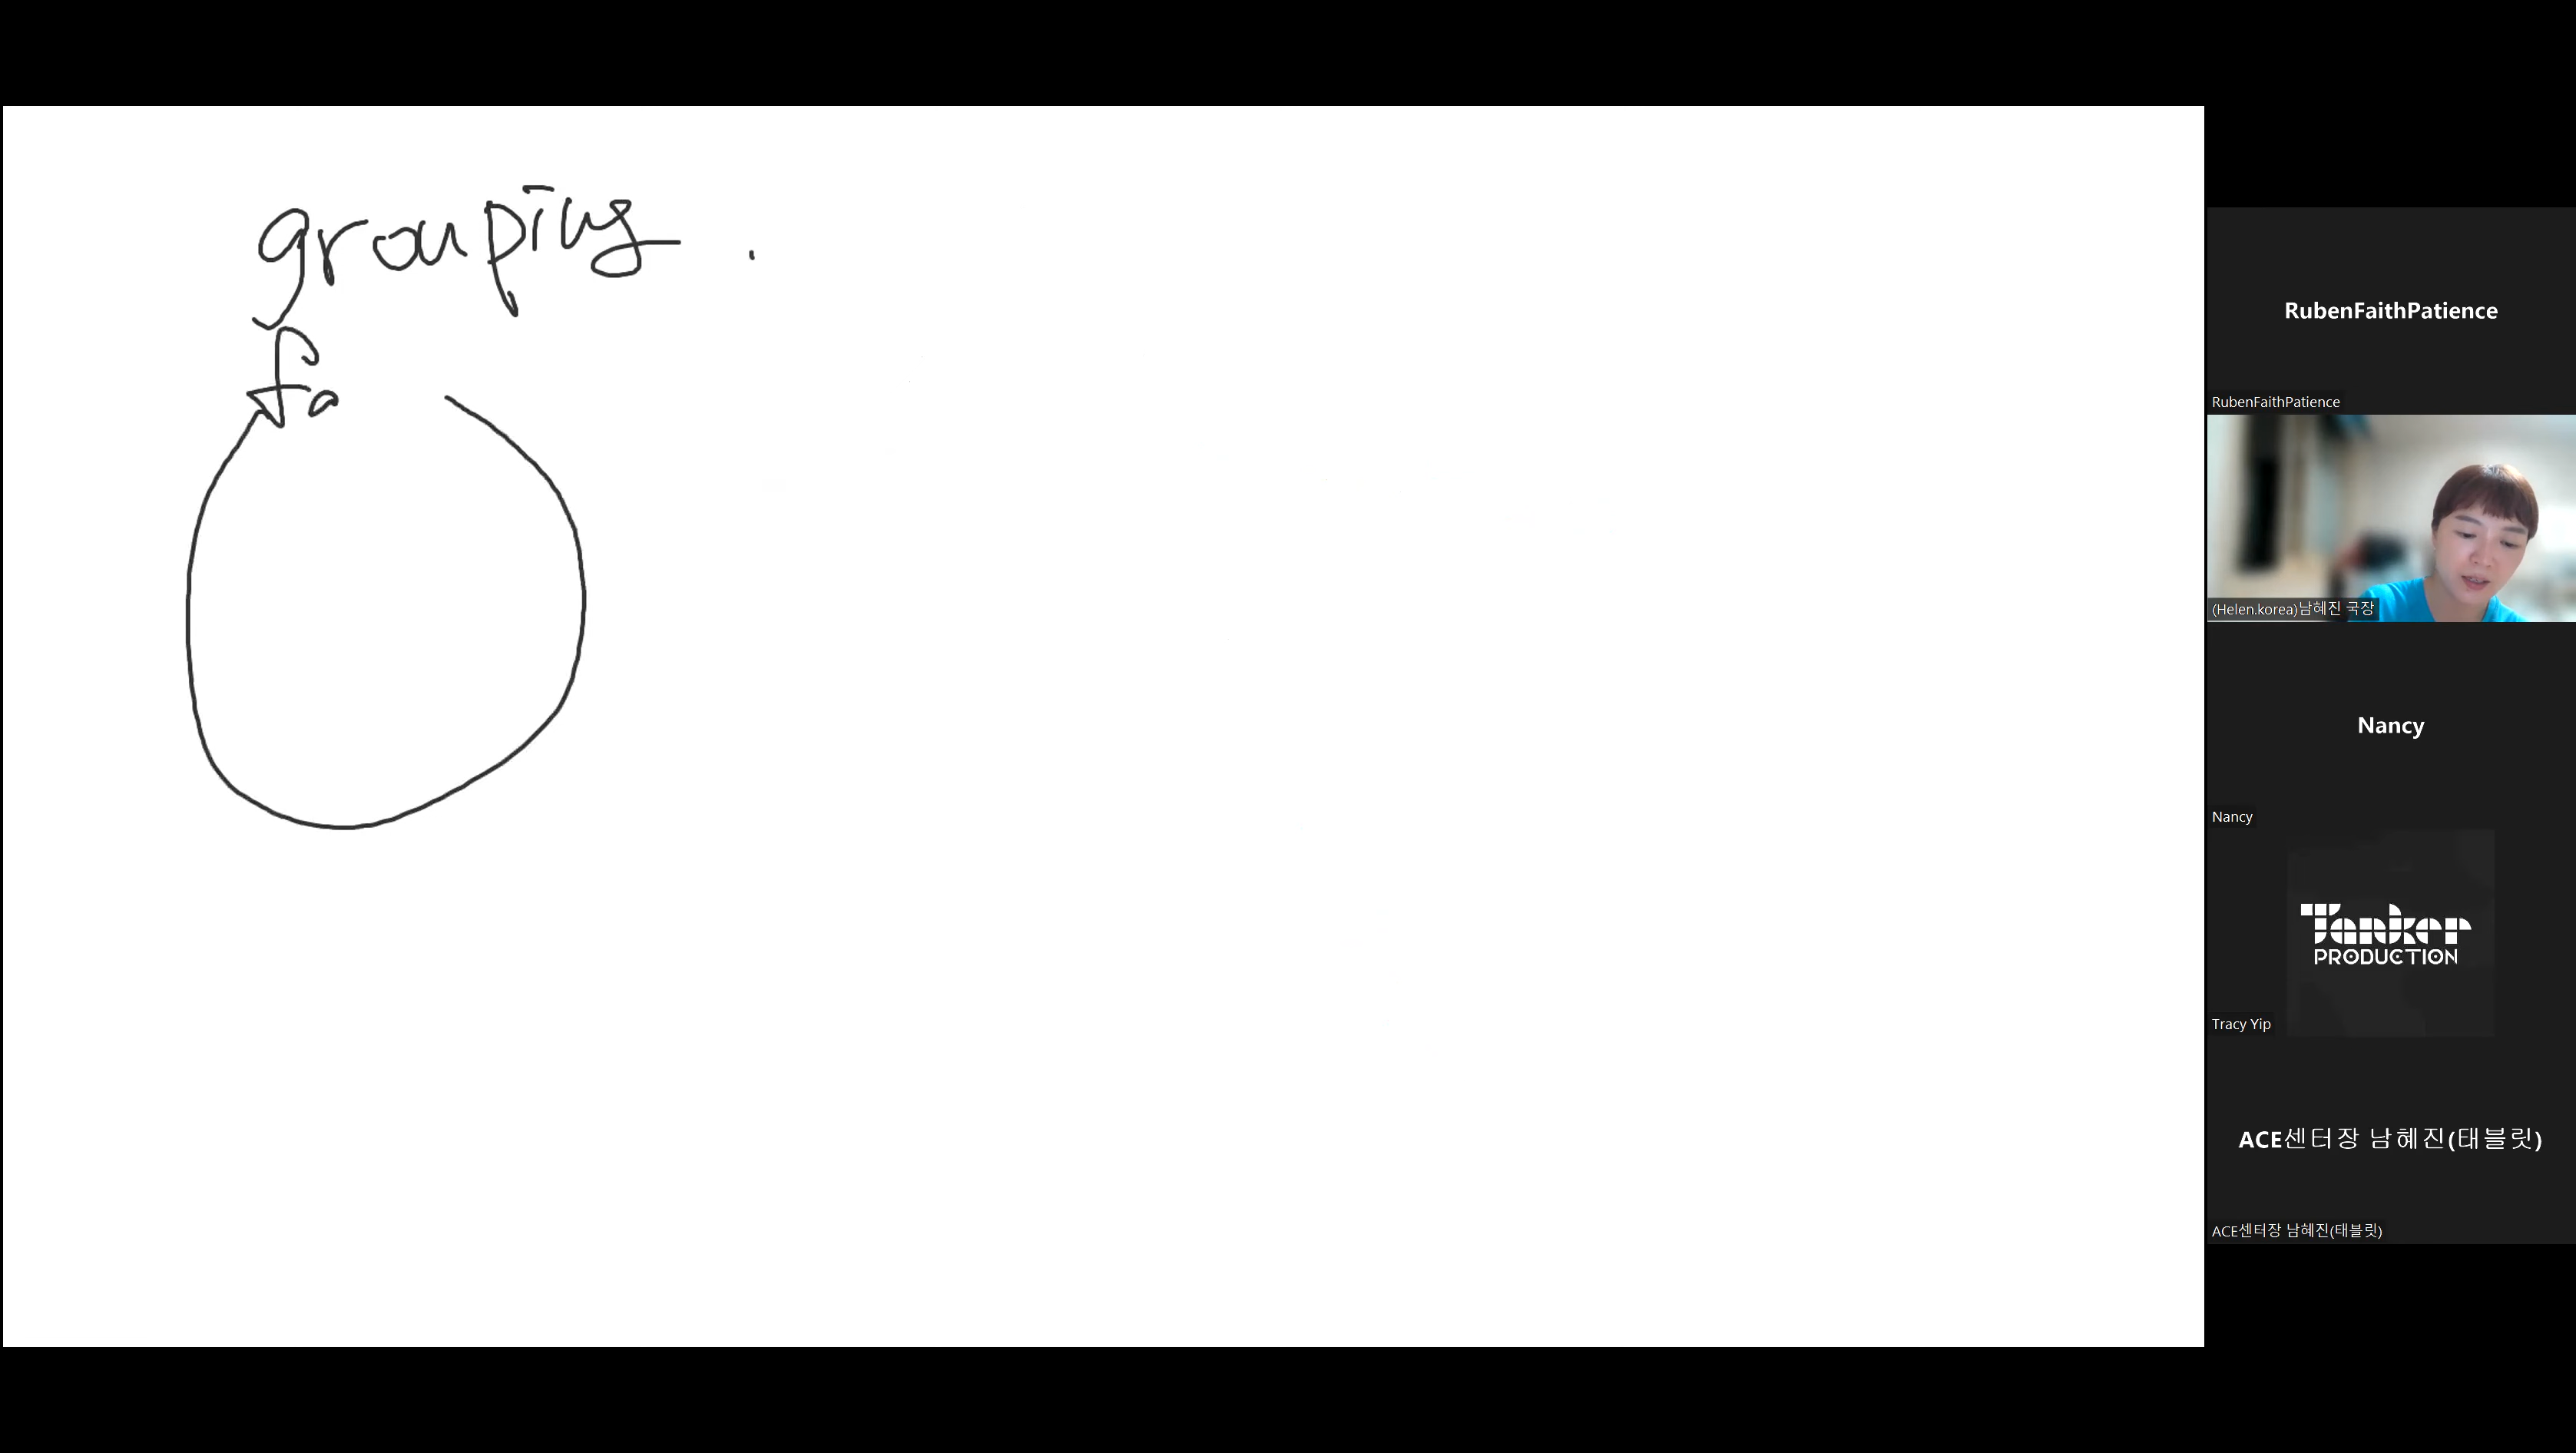 grouping .
fa
RubenFaithPatience
RubenFaithPatience
(Helen.korea)남혜진 국장
Nancy
Nancy
Tanker
PRODUCTION
Tracy Yip
ACE센터장 남혜진(태블릿)
ACE센터장 남혜진(태블릿)